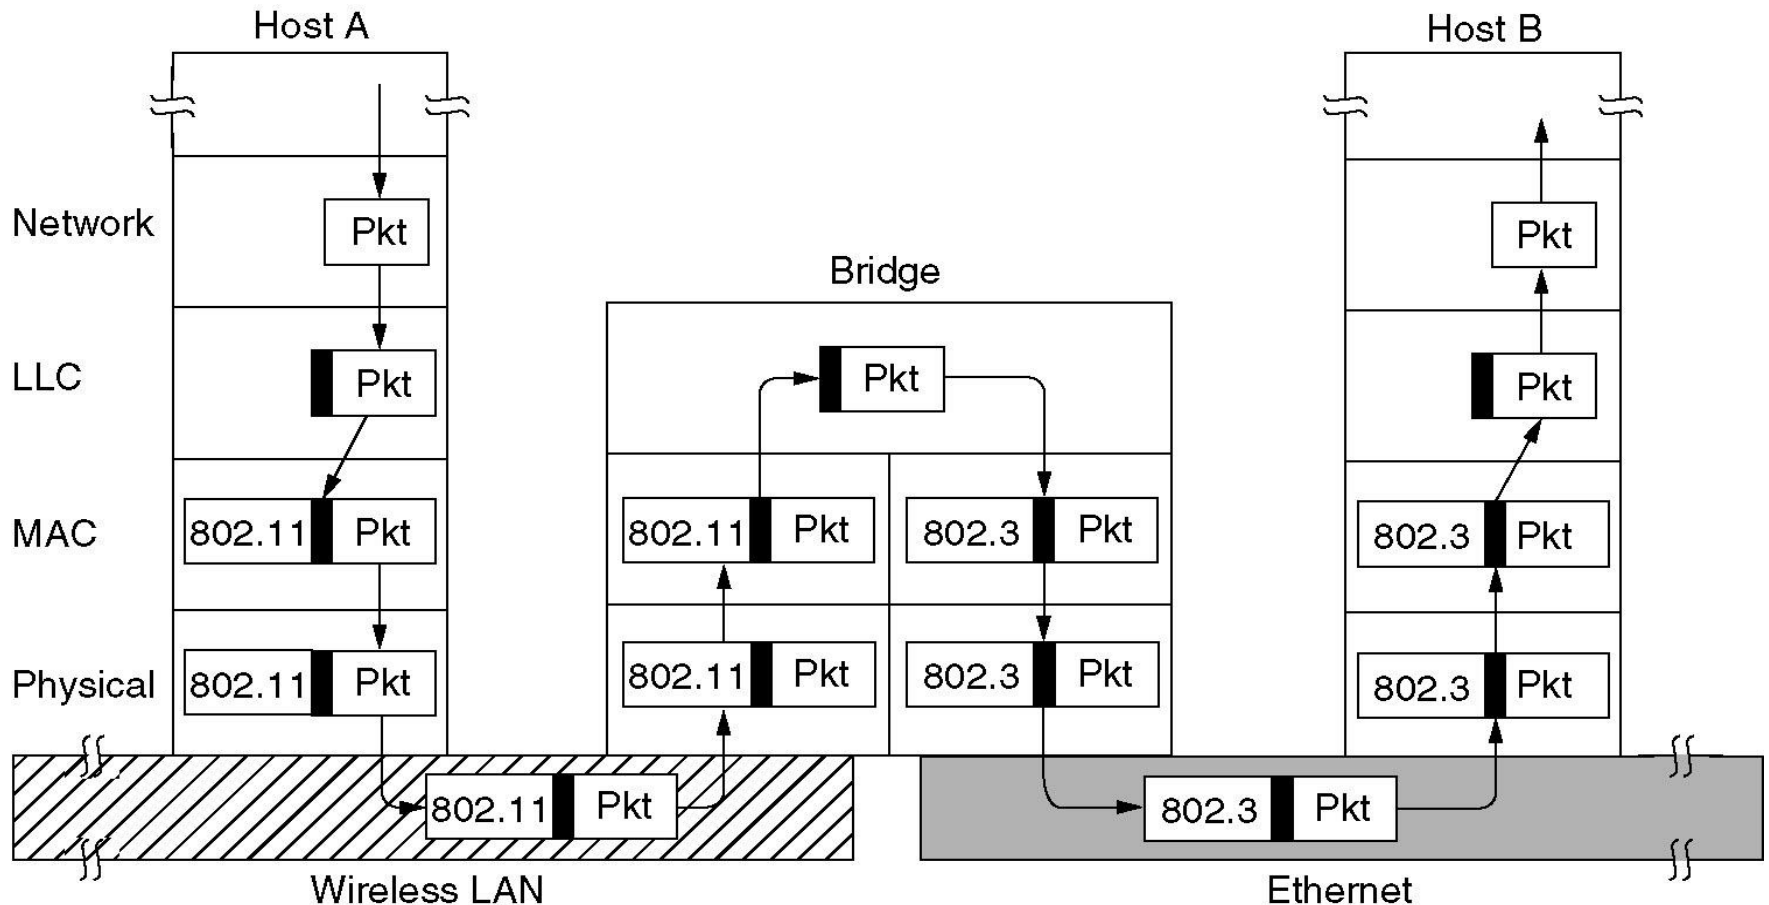 Host A
Host B
Network
Pkt
Pkt
Bridge
LLC
Pkt
Pkt
Pkt
MAC
802.11 Pkt
802.11 Pkt
802.3 Pkt
802.3 Pkt
Physical
802.11 Pkt
802.11 Pkt
802.3 Pkt
802.3 Pkt
802.11 Pkt
802.3 Pkt
Wireless LAN
Ethernet